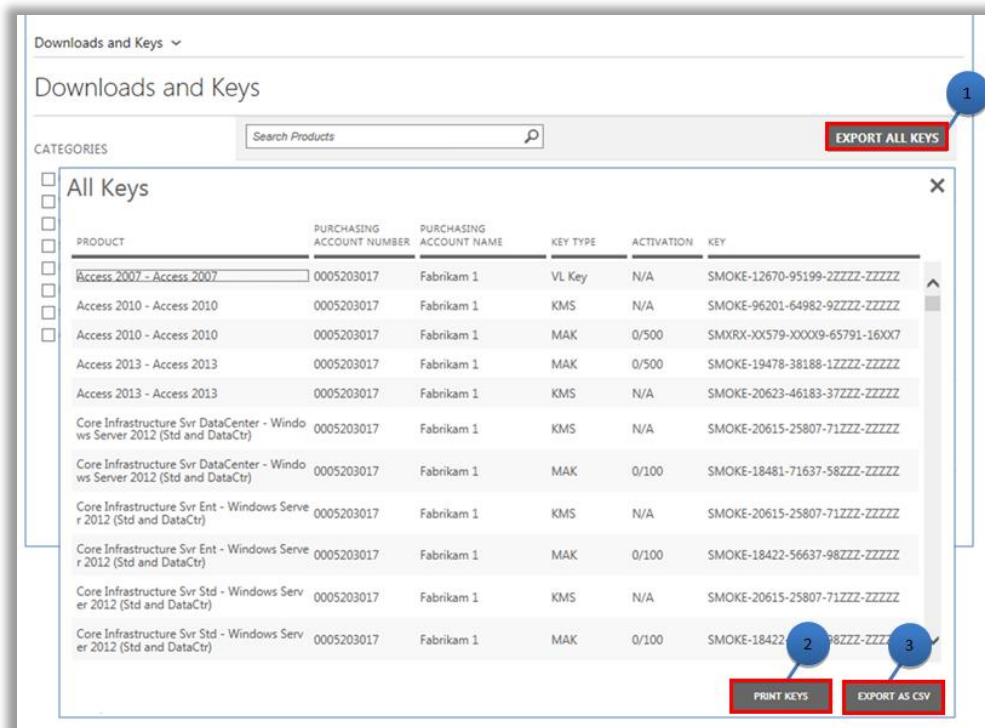 Downloads and Keys
Downloads and Keys
1
CATEGORIES
Search Products
EXPORT ALL KEYS
All Keys
PRODUCT PURCHASING ACCOUNT NUMBER PURCHASING ACCOUNT NAME KEY TYPE ACTIVATION KEY
Access 2007 - Access 2007 0005203017 Fabrikam 1 VL Key N/A SMOKE-12670-95199-2ZZZZ-ZZZZZ
Access 2010 - Access 2010 0005203017 Fabrikam 1 KMS N/A SMOKE-96201-64982-9ZZZZ-ZZZZZ
Access 2010 - Access 2010 0005203017 Fabrikam 1 MAK 0/500 SMXRX-XX579-XXXX9-65791-16XX7
Access 2013 - Access 2013 0005203017 Fabrikam 1 MAK 0/500 SMOKE-19478-38188-1ZZZZ-ZZZZZ
Access 2013 - Access 2013 0005203017 Fabrikam 1 KMS N/A SMOKE-20623-46183-37ZZZ-ZZZZZ
Core Infrastructure Svr DataCenter - Windo
ws Server 2012 (Std and DataCtr) 0005203017 Fabrikam 1 KMS N/A SMOKE-20615-25807-71ZZZ-ZZZZZ
Core Infrastructure Svr DataCenter - Windo
ws Server 2012 (Std and DataCtr) 0005203017 Fabrikam 1 MAK 0/100 SMOKE-18481-71637-58ZZZ-ZZZZZ
Core Infrastructure Svr Ent - Windows Serve
r 2012 (Std and DataCtr) 0005203017 Fabrikam 1 KMS N/A SMOKE-20615-25807-71ZZZ-ZZZZZ
Core Infrastructure Svr Ent - Windows Serve
r 2012 (Std and DataCtr) 0005203017 Fabrikam 1 MAK 0/100 SMOKE-18422-56637-98ZZZ-ZZZZZ
Core Infrastructure Svr Std - Windows Serv
er 2012 (Std and DataCtr) 0005203017 Fabrikam 1 KMS N/A SMOKE-20615-25807-71ZZZ-ZZZZZ
Core Infrastructure Svr Std - Windows Serv
er 2012 (Std and DataCtr) 0005203017 Fabrikam 1 MAK 0/100 SMOKE-18422-
2
3
PRINT KEYS
EXPORT AS CSV